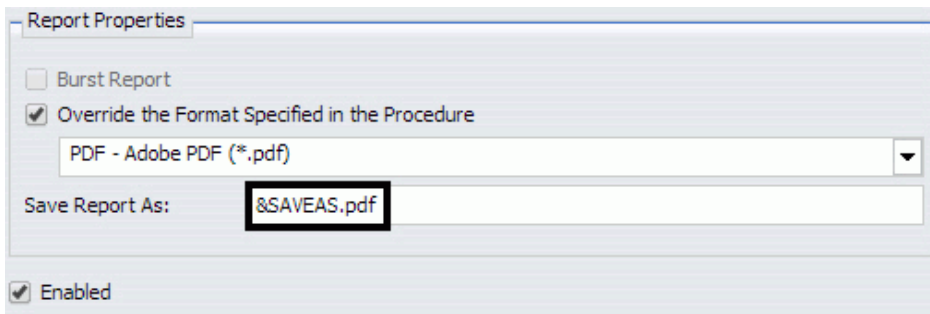 Report Properties
Burst Report
Override the Format Specified in the Procedure
PDF - Adobe PDF (*.pdf)
Save Report As: &SAVEAS.pdf
Enabled